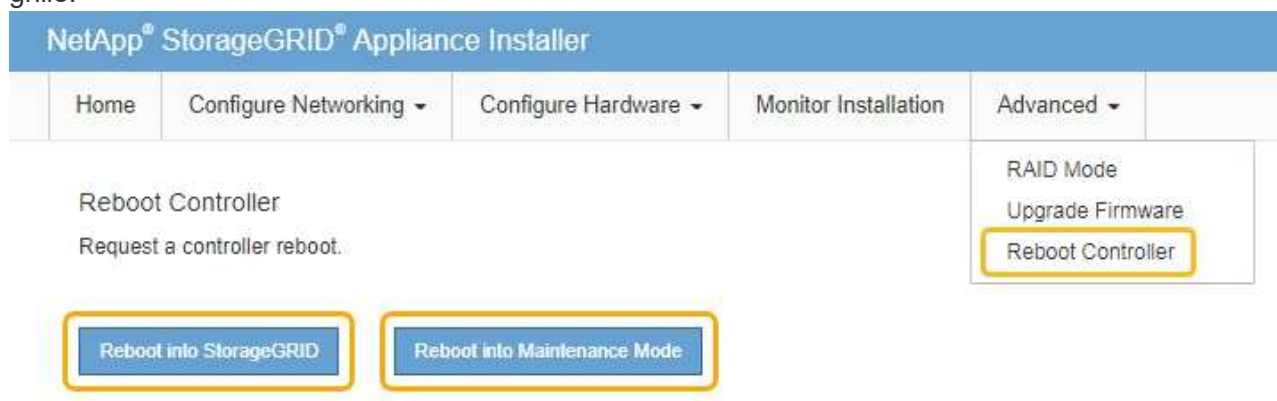 grille.
NetApp® StorageGRID® Appliance Installer
Home Configure Networking Configure Hardware Monitor Installation Advanced
RAID Mode
Upgrade Firmware
Reboot Controller
Reboot Controller
Request a controller reboot.
Reboot into StorageGRID Reboot into Maintenance Mode